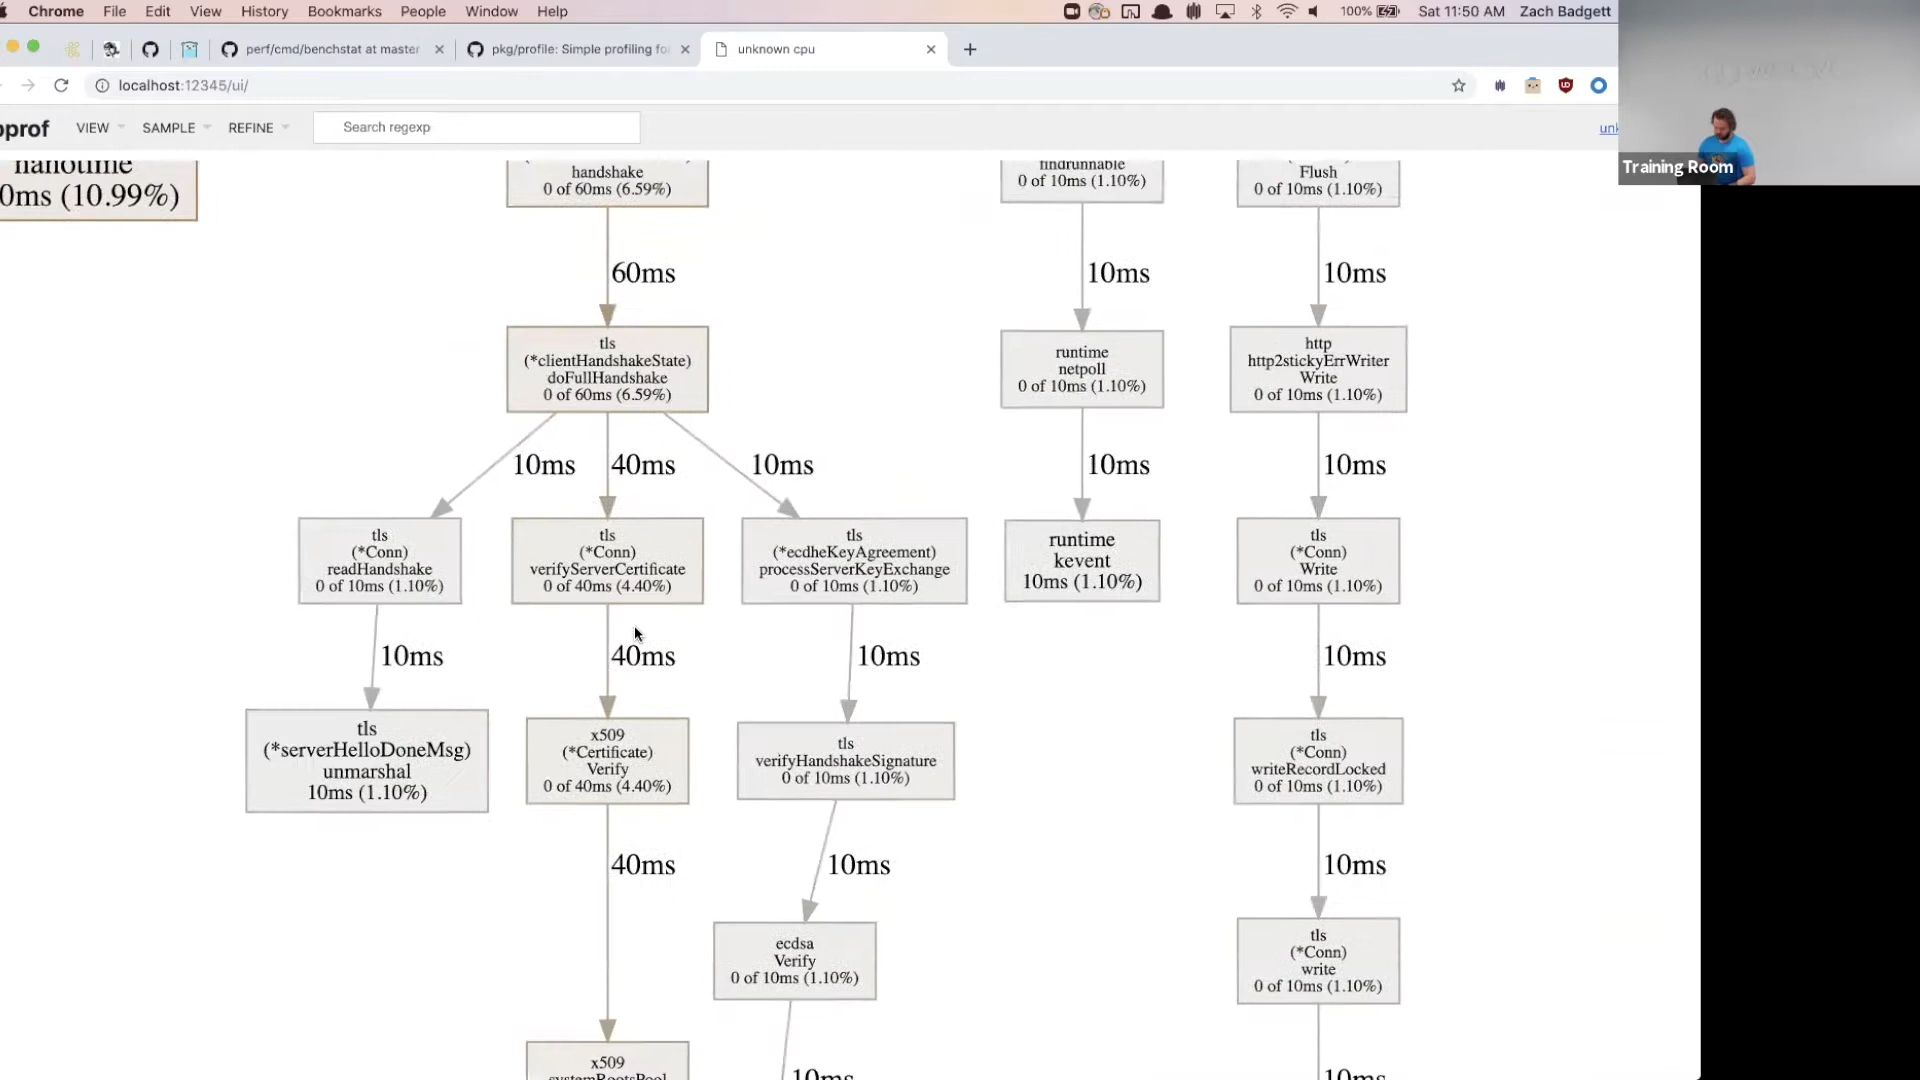 Chrome File Edit View History Bookmarks People Window Help
100% Sat 11:50 AM Zach Badgett
perf/cmd/benchstat at master
pkg/profile: Simple profiling fo
unknown cpu
localhost:12345/ui/
pprof VIEW SAMPLE REFINE Search regexp
unk
Training Room
nanotime
0ms (10.99%)
handshake
0 of 60ms (6.59%)
findrunnable
0 of 10ms (1.10%)
Flush
0 of 10ms (1.10%)
60ms
10ms
10ms
tls
(*clientHandshakeState)
doFullHandshake
0 of 60ms (6.59%)
runtime
netpoll
0 of 10ms (1.10%)
http
http2stickyErrWriter
Write
0 of 10ms (1.10%)
10ms
40ms
10ms
10ms
10ms
tls
(*Conn)
readHandshake
0 of 10ms (1.10%)
tls
(*Conn)
verifyServerCertificate
0 of 40ms (4.40%)
tls
(*ecdheKeyAgreement)
processServerKeyExchange
0 of 10ms (1.10%)
runtime
kevent
10ms (1.10%)
tls
(*Conn)
Write
0 of 10ms (1.10%)
10ms
40ms
10ms
10ms
tls
(*serverHelloDoneMsg)
unmarshal
10ms (1.10%)
x509
(*Certificate)
Verify
0 of 40ms (4.40%)
tls
verifyHandshakeSignature
0 of 10ms (1.10%)
tls
(*Conn)
writeRecordLocked
0 of 10ms (1.10%)
40ms
10ms
10ms
ecdsa
Verify
0 of 10ms (1.10%)
tls
(*Conn)
write
0 of 10ms (1.10%)
x509
systemRootsPool
10ms
10ms